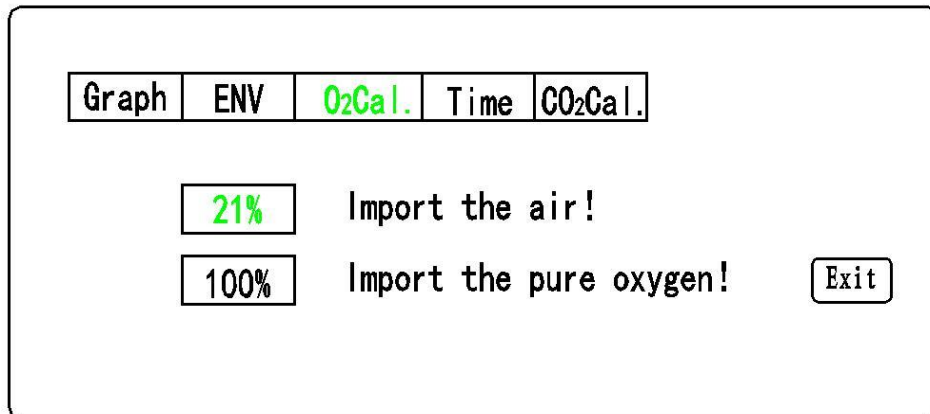 Graph ENV O₂Cal. Time CO₂Cal.
21% Import the air!
100% Import the pure oxygen! Exit